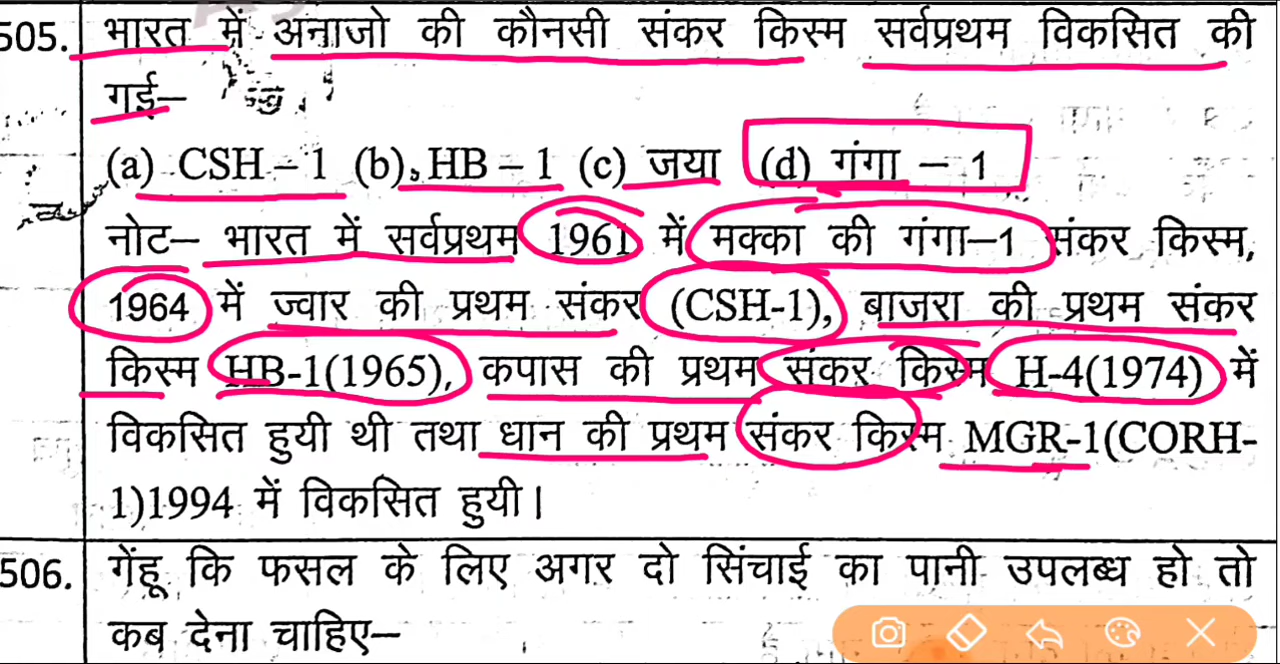 505. भारत में अनाजो की कौनसी संकर किस्म सर्वप्रथम विकसित की
गई–
(a) CSH – 1 (b) HB – 1 (c) जया (d) गंगा – 1
नोट– भारत में सर्वप्रथम 1961 में मक्का की गंगा–1 संकर किस्म,
1964 में ज्वार की प्रथम संकर (CSH-1), बाजरा की प्रथम संकर
किस्म HB-1(1965), कपास की प्रथम संकर किस्म H-4(1974) में
विकसित हुयी थी तथा धान की प्रथम संकर किस्म MGR-1(CORH-
1)1994 में विकसित हुयी।
506. गेंहू कि फसल के लिए अगर दो सिंचाई का पानी उपलब्ध हो तो
कब देना चाहिए–